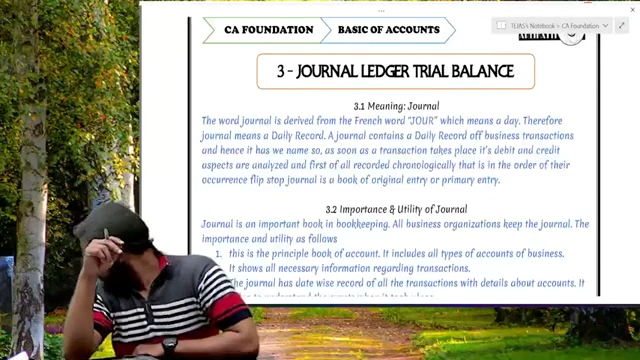 CA FOUNDATION
BASIC OF ACCOUNTS
TEJAS's Notebook > CA Foundation
3 - JOURNAL LEDGER TRIAL BALANCE
3.1 Meaning: Journal
The word journal is derived from the French word "JOUR" which means a day. Therefore
journal means a Daily Record. A journal contains a Daily Record off business transactions
and hence it has we name so, as soon as a transaction takes place it's debit and credit
aspects are analyzed and first of all recorded chronologically that is in the order of their
occurrence flip stop journal is a book of original entry or primary entry.
3.2 Importance & Utility of Journal
Journal is an important book in bookkeeping. All business organizations keep the journal. The
importance and utility as follows
1. this is the principle book of account. It includes all types of accounts of business.
It shows all necessary information regarding transactions.
The journal has date wise record of all the transactions with details about accounts. It